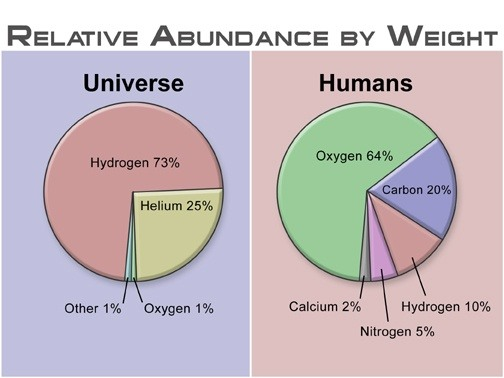 RELATIVE ABUNDANCE BY WEIGHT
Universe
Hydrogen 73%
Helium 25%
Other 1%
Oxygen 1%
Humans
Oxygen 64%
Carbon 20%
Calcium 2%
Hydrogen 10%
Nitrogen 5%